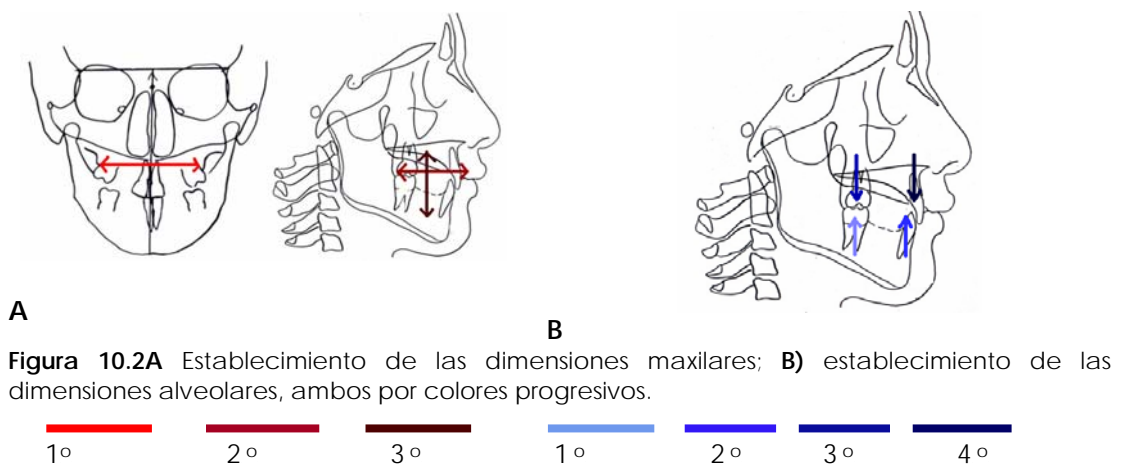 A
B
Figura 10.2A Establecimiento de las dimensiones maxilares; B) establecimiento de las
dimensiones alveolares, ambos por colores progresivos.
1º 2º 3º 1º 2º 3º 4º